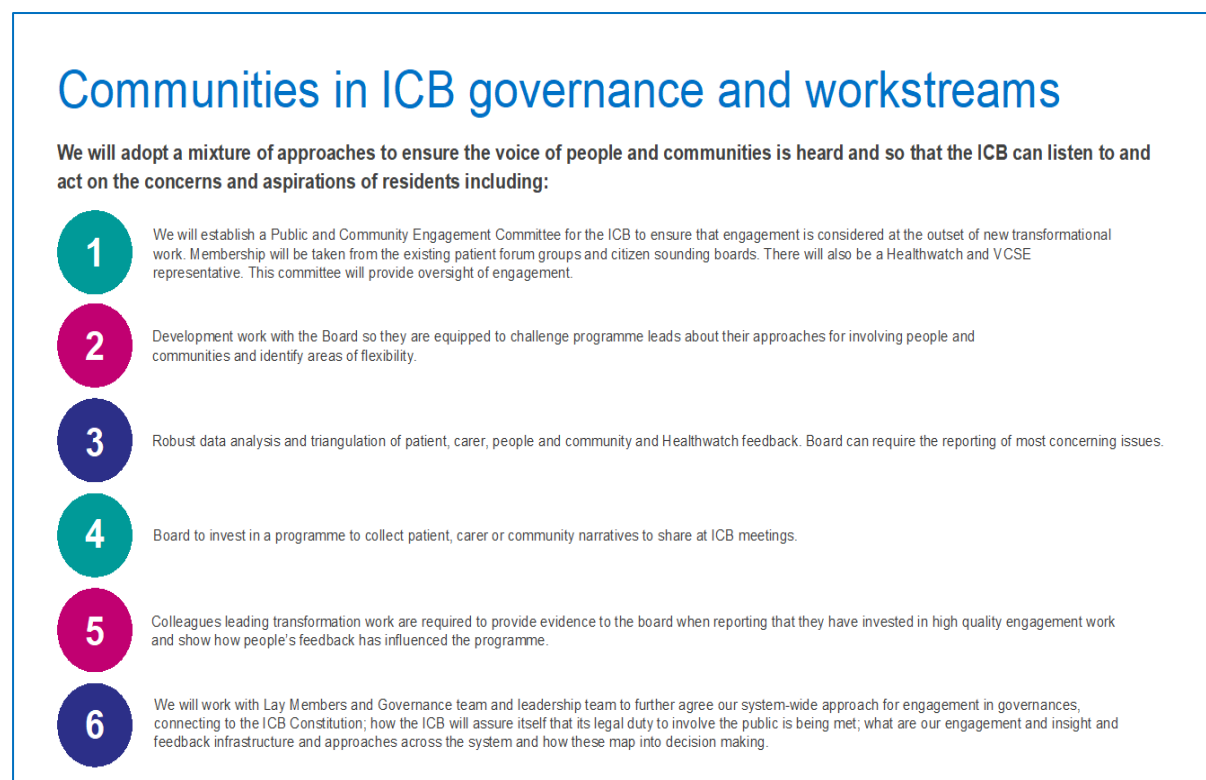 Communities in ICB governance and workstreams
We will adopt a mixture of approaches to ensure the voice of people and communities is heard and so that the ICB can listen to and
act on the concerns and aspirations of residents including:
1
We will establish a Public and Community Engagement Committee for the ICB to ensure that engagement is considered at the outset of new transformational
work. Membership will be taken from the existing patient forum groups and citizen sounding boards. There will also be a Healthwatch and VCSE
representative. This committee will provide oversight of engagement.
2
Development work with the Board so they are equipped to challenge programme leads about their approaches for involving people and
communities and identify areas of flexibility.
3
Robust data analysis and triangulation of patient, carer, people and community and Healthwatch feedback. Board can require the reporting of most concerning issues.
4
Board to invest in a programme to collect patient, carer or community narratives to share at ICB meetings.
5
Colleagues leading transformation work are required to provide evidence to the board when reporting that they have invested in high quality engagement work
and show how people's feedback has influenced the programme.
6
We will work with Lay Members and Governance team and leadership team to further agree our system-wide approach for engagement in governances,
connecting to the ICB Constitution; how the ICB will assure itself that its legal duty to involve the public is being met; what are our engagement and insight and
feedback infrastructure and approaches across the system and how these map into decision making.